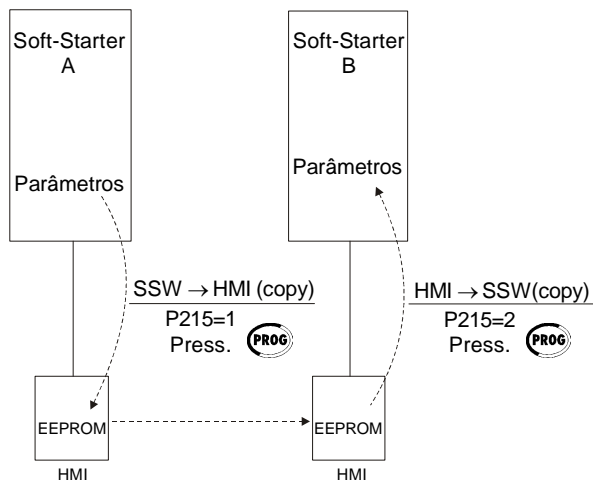 Soft-Starter
A
Parâmetros
SSW → HMI (copy)
P215=1
Press. PROG
EEPROM
HMI
Soft-Starter
B
Parâmetros
HMI → SSW(copy)
P215=2
Press. PROG
EEPROM
HMI